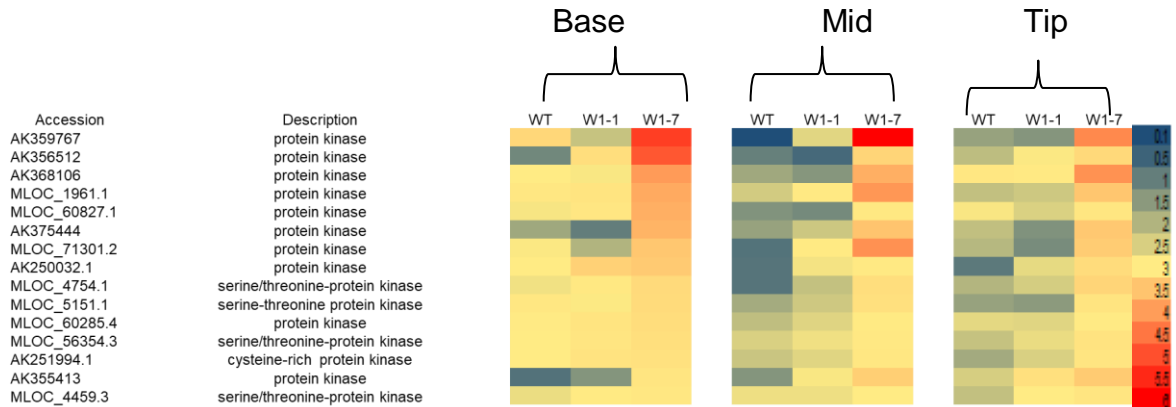 Base Mid Tip
Accession Description WT W1-1 W1-7 WT W1-1 W1-7 WT W1-1 W1-7
AK359767 protein kinase 0.1
AK356512 protein kinase 0.5
AK368106 protein kinase 1
MLOC_1961.1 protein kinase
MLOC_60827.1 protein kinase 1.5
AK375444 protein kinase 2
MLOC_71301.2 protein kinase 2.5
AK250032.1 protein kinase 3
MLOC_4754.1 serine/threonine-protein kinase 3.5
MLOC_5151.1 serine-threonine protein kinase 4
MLOC_60285.4 protein kinase
MLOC_56354.3 serine/threonine-protein kinase 4.5
AK251994.1 cysteine-rich protein kinase 5
AK355413 protein kinase 5.5
MLOC_4459.3 serine/threonine-protein kinase 6